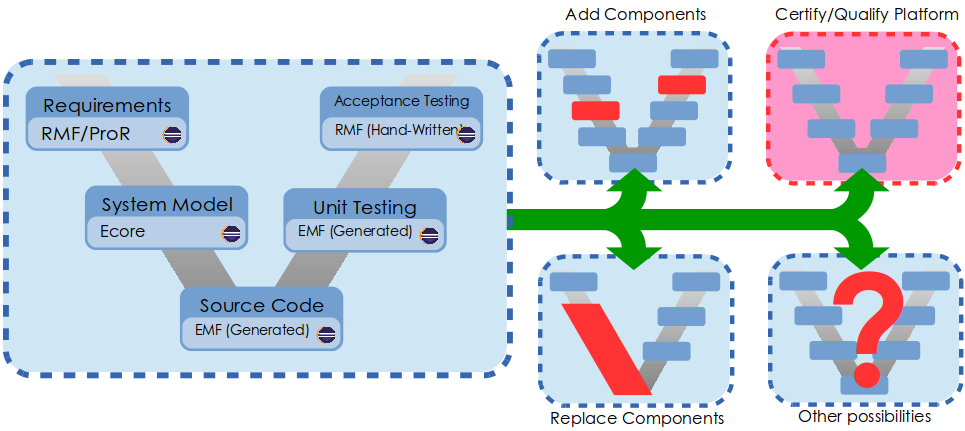 Add Components
Certify/Qualify Platform
Requirements
RMF/ProR
Acceptance Testing
RMF (Hand-Written)
System Model
Ecore
Unit Testing
EMF (Generated)
Source Code
EMF (Generated)
?
Replace Components
Other possibilities